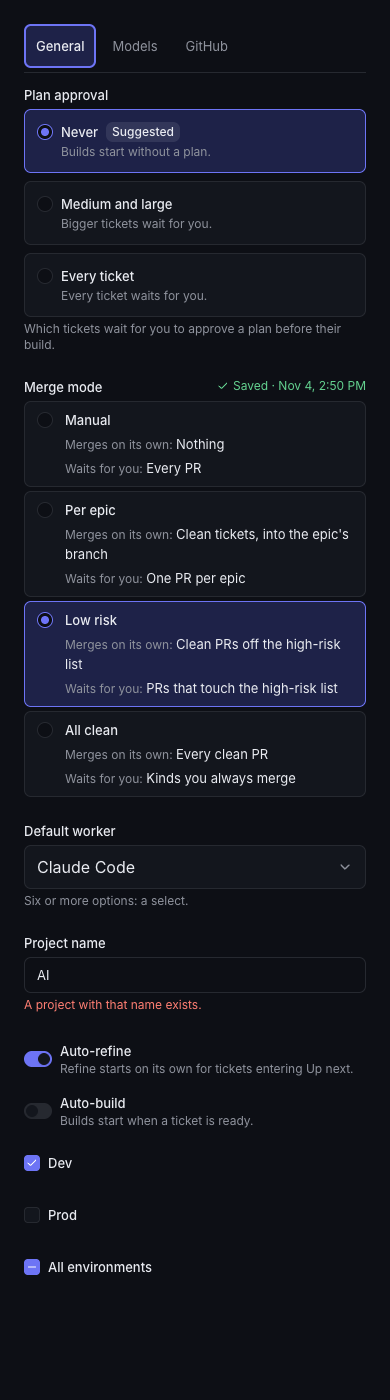 General Models GitHub
Plan approval
Never Suggested
Builds start without a plan.
Medium and large
Bigger tickets wait for you.
Every ticket
Every ticket waits for you.
Which tickets wait for you to approve a plan before their
build.
Merge mode
Saved · Nov 4, 2:50 PM
Manual
Merges on its own: Nothing
Waits for you: Every PR
Per epic
Merges on its own: Clean tickets, into the epic's
branch
Waits for you: One PR per epic
Low risk
Merges on its own: Clean PRs off the high-risk
list
Waits for you: PRs that touch the high-risk list
All clean
Merges on its own: Every clean PR
Waits for you: Kinds you always merge
Default worker
Claude Code
Six or more options: a select.
Project name
AI
A project with that name exists.
Auto-refine
Refine starts on its own for tickets entering Up next.
Auto-build
Builds start when a ticket is ready.
Dev
Prod
All environments